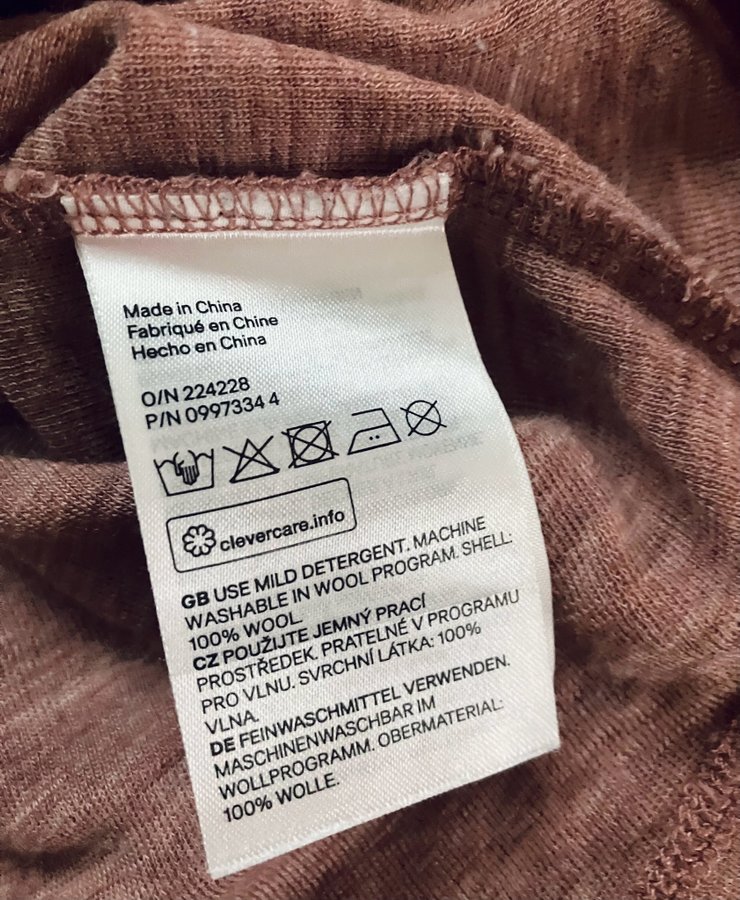 Made in China
Fabriqué en Chine
Hecho en China
O/N 224228
P/N 0997334 4
clevercare.info
GB USE MILD DETERGENT. MACHINE
WASHABLE IN WOOL PROGRAM. SHELL:
100% WOOL.
CZ POUŽIJTE JEMNÝ PRACÍ
PROSTŘEDEK. PRATELNÉ V PROGRAMU
PRO VLNU. SVRCHNÍ LÁTKA: 100%
VLNA.
DE FEINWASCHMITTEL VERWENDEN.
MASCHINENWASCHBAR IM
WOLLPROGRAMM. OBERMATERIAL:
100% WOLLE.